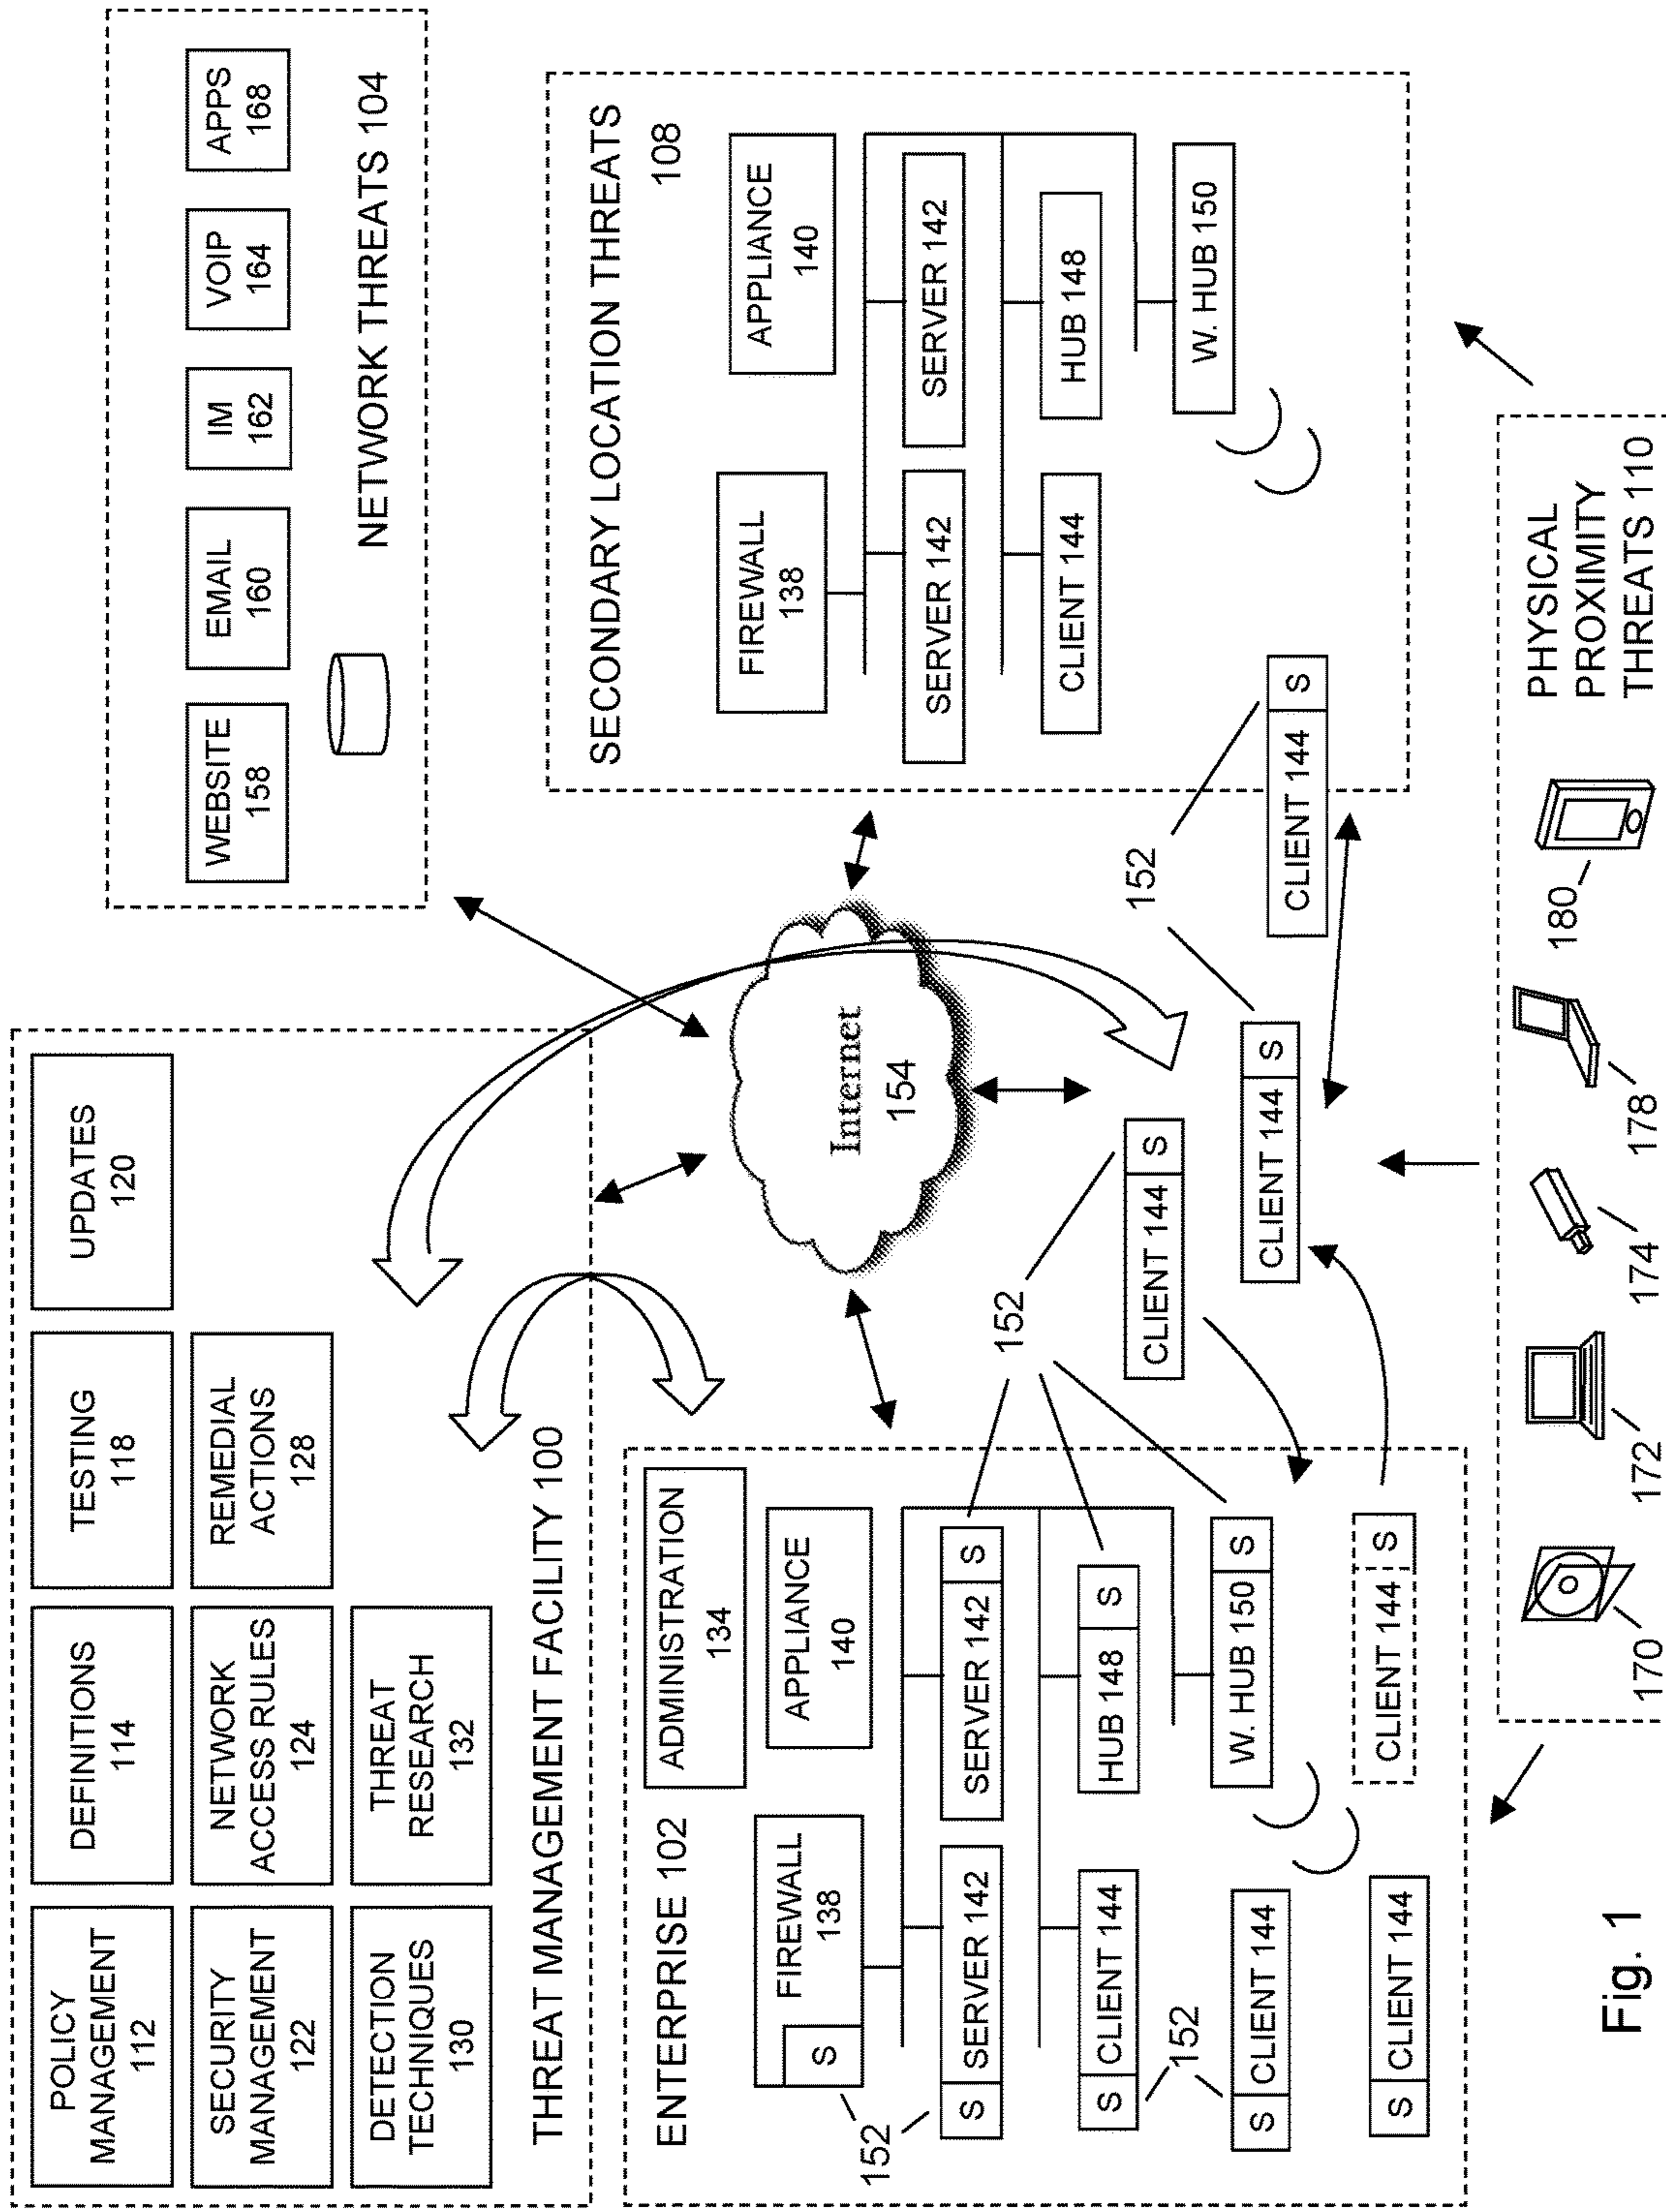 POLICY
MANAGEMENT
112
DEFINITIONS
114
TESTING
118
UPDATES
120
SECURITY
MANAGEMENT
122
NETWORK
ACCESS RULES
124
REMEDIAL
ACTIONS
128
DETECTION
TECHNIQUES
130
THREAT
RESEARCH
132
THREAT MANAGEMENT FACILITY 100
WEBSITE
158
EMAIL
160
IM
162
VOIP
164
APPS
168
NETWORK THREATS 104
Internet
154
ENTERPRISE 102
ADMINISTRATION
134
FIREWALL
138
S
152
APPLIANCE
140
S SERVER 142
SERVER 142 S
152
S CLIENT 144
HUB 148 S
152
S CLIENT 144
W. HUB 150 S
S CLIENT 144
CLIENT 144 S
CLIENT 144 S
CLIENT 144 S
152
CLIENT 144 S
SECONDARY LOCATION THREATS
108
FIREWALL
138
APPLIANCE
140
SERVER 142
SERVER 142
CLIENT 144
HUB 148
W. HUB 150
PHYSICAL
PROXIMITY
THREATS 110
170
172
174
178
180
Fig. 1